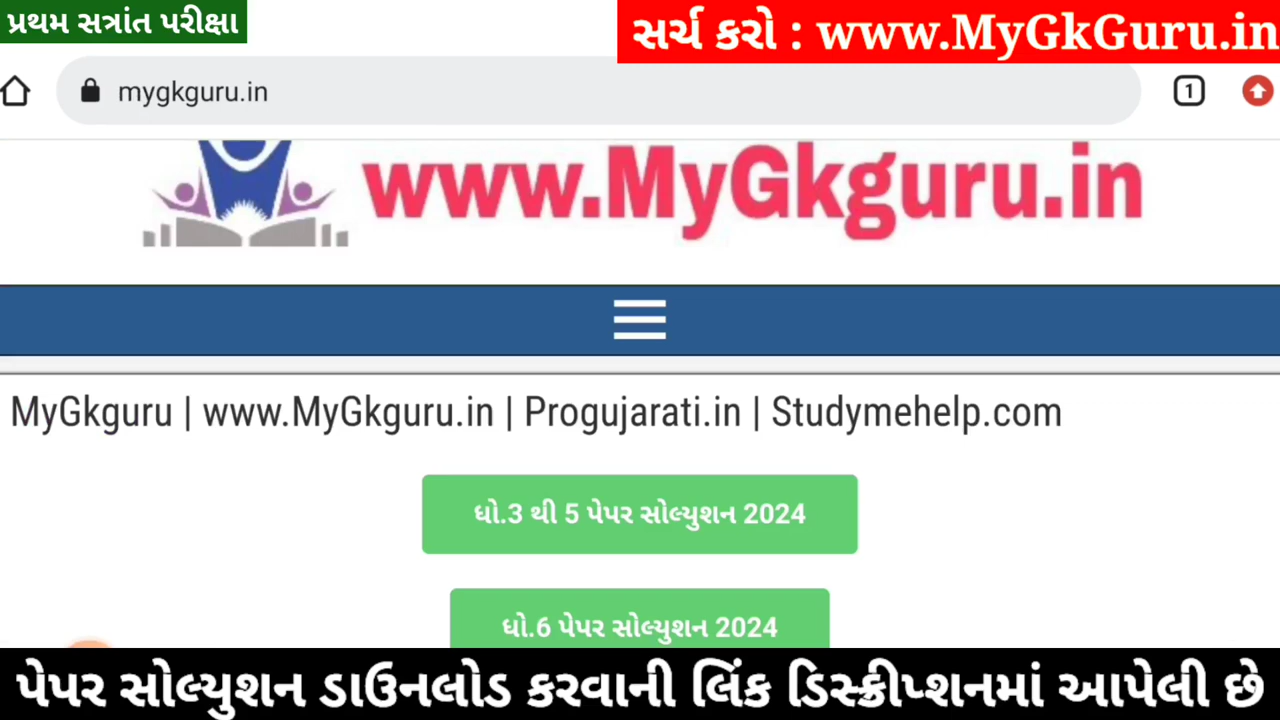 પ્રથમ સત્રાંત પરીક્ષા
સર્ચ કરો : www.MyGkGuru.in
mygkguru.in
1
www.MyGkguru.in
MyGkguru | www.MyGkguru.in | Progujarati.in | Studymehelp.com
ધો.3 થી 5 પેપર સોલ્યુશન 2024
ધો.6 પેપર સોલ્યુશન 2024
પેપર સોલ્યુશન ડાઉનલોડ કરવાની લિંક ડિસ્ક્રીપ્શનમાં આપેલી છે